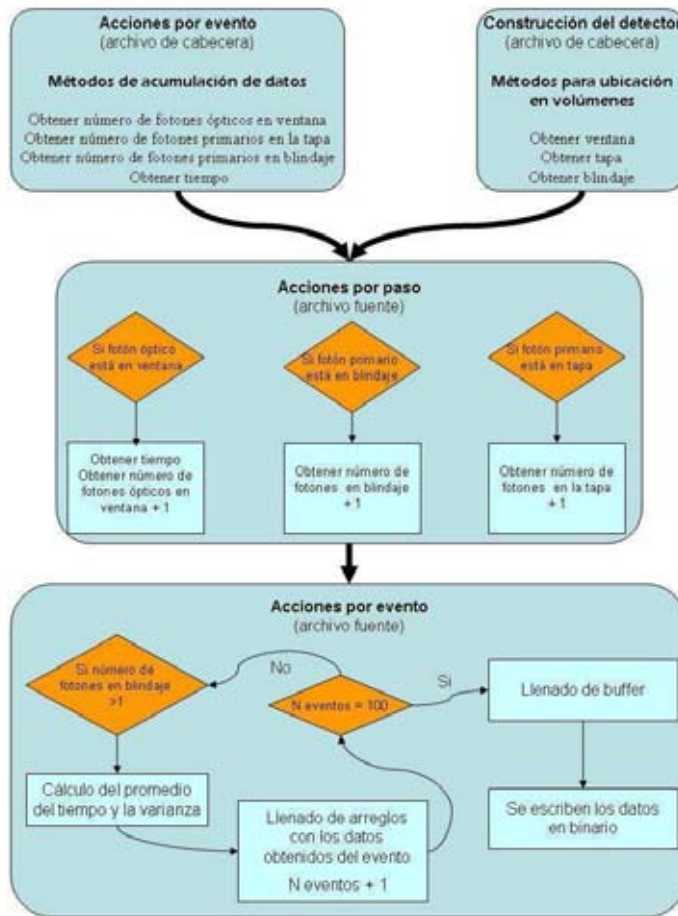 Acciones por evento
(archivo de cabecera)
Métodos de acumulación de datos
Obtener número de fotones ópticos en ventana
Obtener número de fotones primarios en la tapa
Obtener número de fotones primarios en blindaje
Obtener tiempo
Construcción del detector
(archivo de cabecera)
Métodos para ubicación
en volúmenes
Obtener ventana
Obtener tapa
Obtener blindaje
Acciones por paso
(archivo fuente)
Si fotón óptico
está en ventana
Si fotón primario
está en blindaje
Si fotón primario
está en tapa
Obtener tiempo
Obtener número de
fotones ópticos en
ventana + 1
Obtener número de
fotones en blindaje
+ 1
Obtener número de
fotones en la tapa
+ 1
Acciones por evento
(archivo fuente)
Si número de
fotones en blindaje
>1
No
N eventos = 100
Si
Llenado de buffer
Cálculo del promedio
del tiempo y la varianza
Llenado de arreglos
con los datos
obtenidos del evento
N eventos + 1
Se escriben los datos
en binario